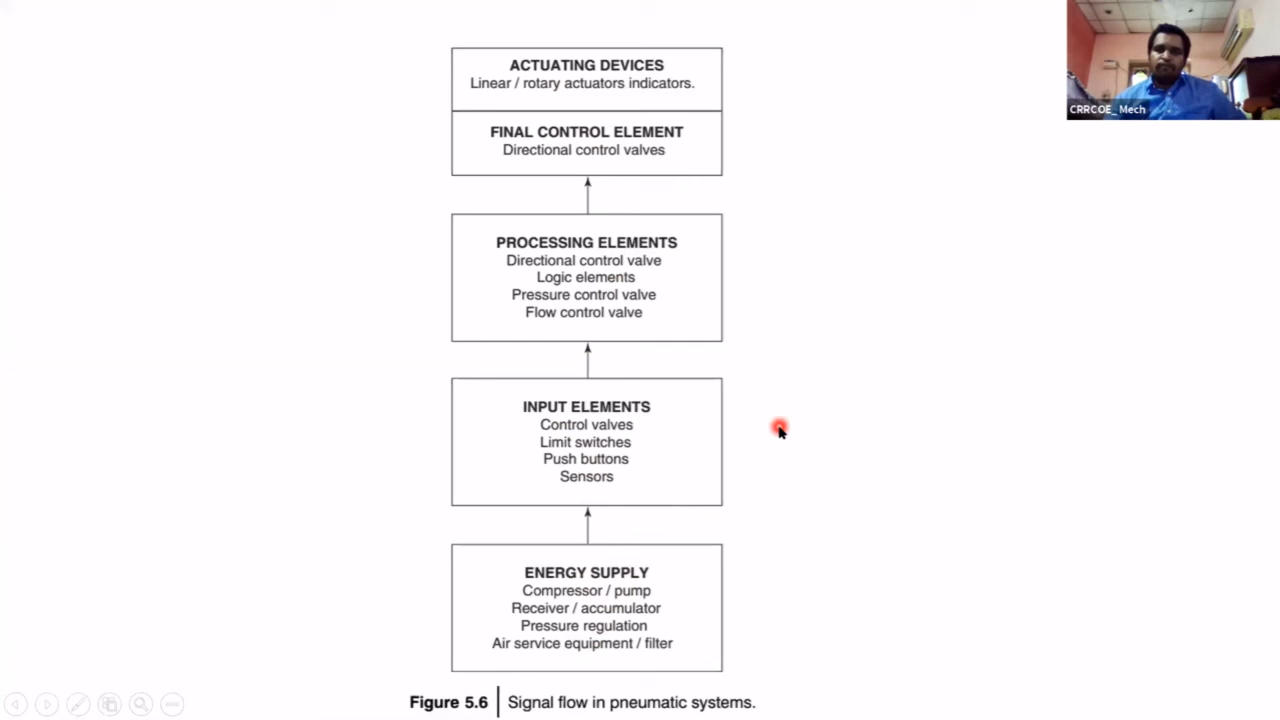 ACTUATING DEVICES
Linear / rotary actuators indicators.
FINAL CONTROL ELEMENT
Directional control valves
PROCESSING ELEMENTS
Directional control valve
Logic elements
Pressure control valve
Flow control valve
INPUT ELEMENTS
Control valves
Limit switches
Push buttons
Sensors
ENERGY SUPPLY
Compressor / pump
Receiver / accumulator
Pressure regulation
Air service equipment / filter
Figure 5.6 Signal flow in pneumatic systems.
CRRCOE_ Mech